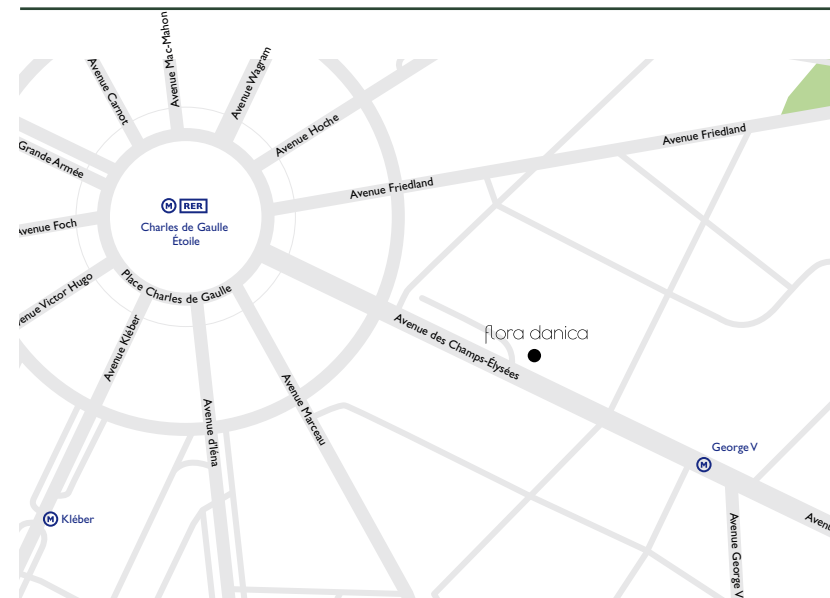 Avenue Mac-Mahon
Avenue Carnot
Avenue Wagram
Avenue Hoche
Avenue Friedland
Grande Armée
Avenue Friedland
M RER
Charles de Gaulle
Étoile
Avenue Foch
Place Charles de Gaulle
enue Victor Hugo
Avenue Kléber
Avenue des Champs-Élysées
flora danica
Avenue Marceau
Avenue d'Iéna
George V
M
M Kléber
Avenue George V
Avenu